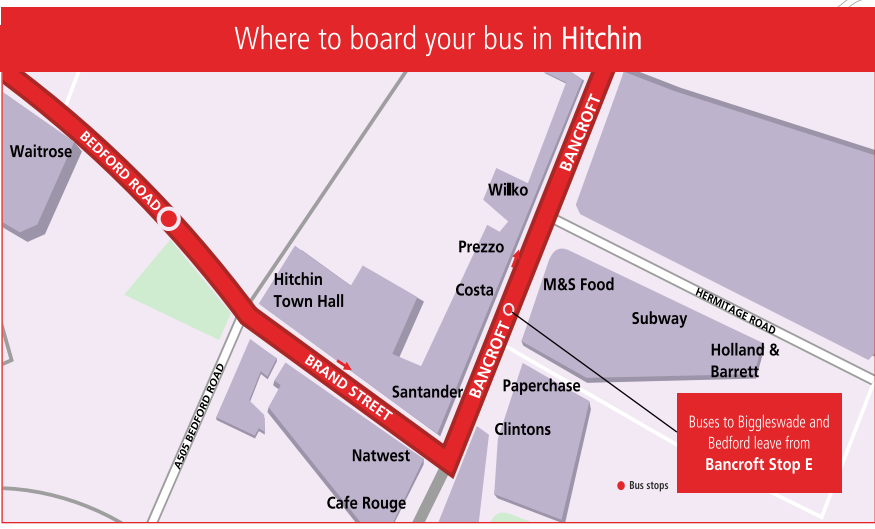 Where to board your bus in Hitchin
BANCROFT
Waitrose
BEDFORD ROAD
Wilko
Prezzo
Hitchin
Town Hall
Costa
M&S Food
HERMITAGE ROAD
Subway
Holland &
Barrett
BANCROFT
BRAND STREET
A505 BEDFORD ROAD
Santander
Paperchase
Clintons
Natwest
Cafe Rouge
Buses to Biggleswade and
Bedford leave from
Bancroft Stop E
Bus stops